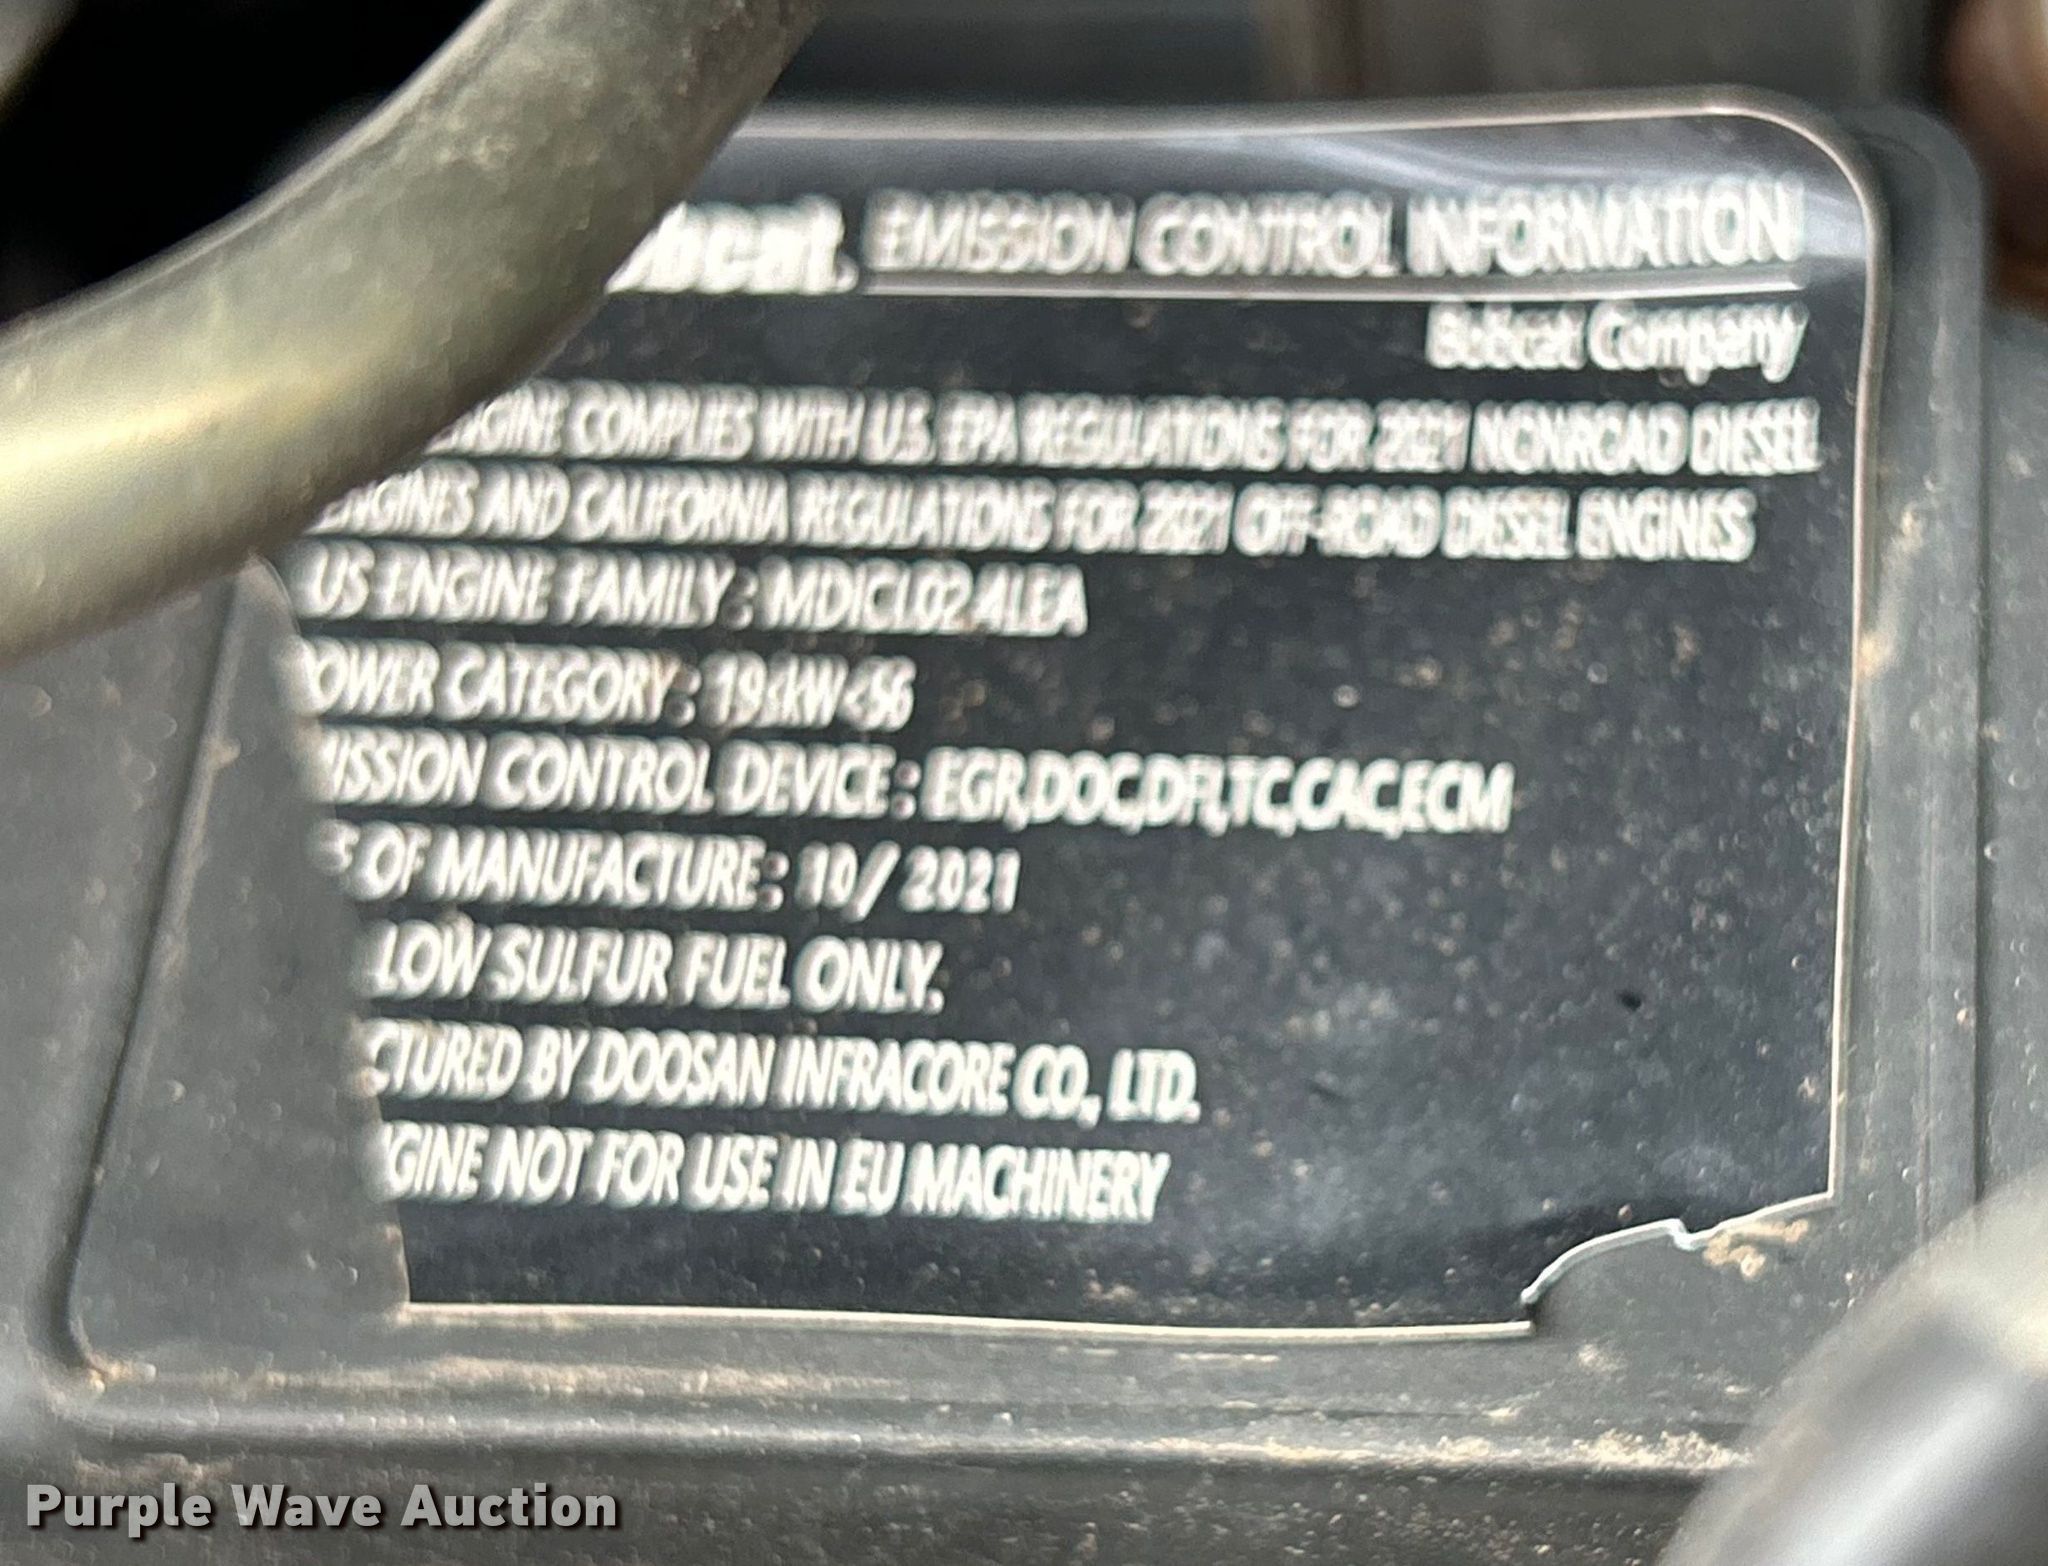 bcat. EMISSION CONTROL INFORMATION
Bobcat Company
ENGINE COMPLIES WITH U.S. EPA REGULATIONS FOR 2021 NONROAD DIESEL
ENGINES AND CALIFORNIA REGULATIONS FOR 2021 OFF-ROAD DIESEL ENGINES
US ENGINE FAMILY : MDICL02.4LEA
POWER CATEGORY : 19≤kW<56
ISSION CONTROL DEVICE : EGR,DOC,DFI,TC,CAC,ECM
OF MANUFACTURE : 10/ 2021
LOW SULFUR FUEL ONLY.
CTURED BY DOOSAN INFRACORE CO., LTD.
GINE NOT FOR USE IN EU MACHINERY
Purple Wave Auction